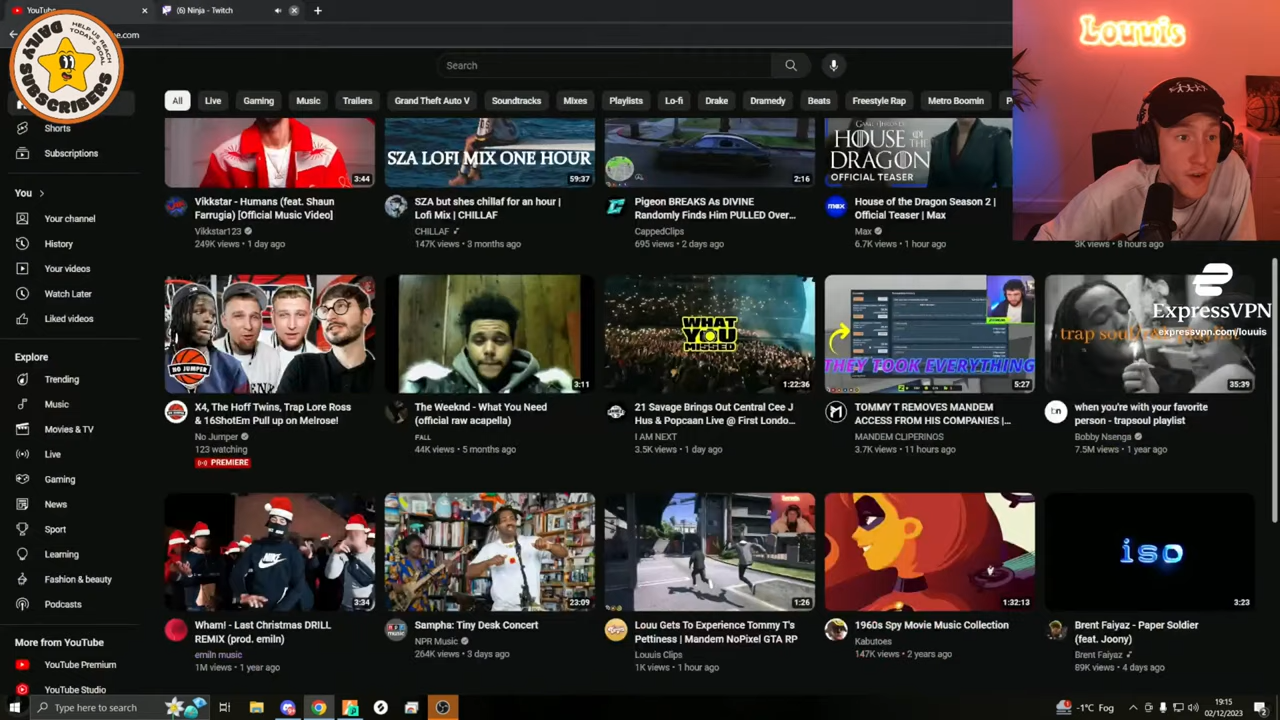 YouTube
(6) Ninja - Twitch
e.com
DAILY SUBSCRIBERS
HELP US REACH TODAY'S GOAL
Search
Louuis
All
Live
Gaming
Music
Trailers
Grand Theft Auto V
Soundtracks
Mixes
Playlists
Lo-fi
Drake
Dramedy
Beats
Freestyle Rap
Metro Boomin
Shorts
Subscriptions
You
Your channel
History
Your videos
Watch Later
Liked videos
Explore
Trending
Music
Movies & TV
Live
Gaming
News
Sport
Learning
Fashion & beauty
Podcasts
More from YouTube
YouTube Premium
YouTube Studio
3:44
SZA LOFI MIX ONE HOUR
59:37
2:16
HOUSE OF THE DRAGON
OFFICIAL TEASER
Vikkstar - Humans (feat. Shaun
Farrugia) [Official Music Video]
Vikkstar123
249K views • 1 day ago
SZA but shes chillaf for an hour |
Lofi Mix | CHILLAF
CHILLAF
147K views • 3 months ago
Pigeon BREAKS As DIVINE
Randomly Finds Him PULLED Over...
CappedClips
695 views • 2 days ago
max
House of the Dragon Season 2 |
Official Teaser | Max
Max
6.7K views • 1 hour ago
3K views • 8 hours ago
ExpressVPN
expressvpn.com/louuis
NO JUMPER
3:11
WHAT YOU MISSED
1:22:36
THEY TOOK EVERYTHING
5:27
35:39
X4, The Hoff Twins, Trap Lore Ross
& 16ShotEm Pull up on Melrose!
No Jumper
123 watching
PREMIERE
The Weeknd - What You Need
(official raw acapella)
FALL
44K views • 5 months ago
21 Savage Brings Out Central Cee J
Hus & Popcaan Live @ First Londo...
I AM NEXT
3.5K views • 1 day ago
TOMMY T REMOVES MANDEM
ACCESS FROM HIS COMPANIES |...
MANDEM CLIPERINOS
3.7K views • 11 hours ago
bn
when you're with your favorite
person - trapsoul playlist
Bobby Nsenga
7.5M views • 1 year ago
3:34
23:09
1:26
1:32:13
iso
3:23
Wham! - Last Christmas DRILL
REMIX (prod. emiln)
emiln music
1M views • 1 year ago
Sampha: Tiny Desk Concert
NPR Music
264K views • 3 days ago
Louu Gets To Experience Tommy T's
Pettiness | Mandem NoPixel GTA RP
Louuis Clips
1K views • 1 hour ago
1960s Spy Movie Music Collection
Kabutoes
147K views • 2 years ago
Brent Faiyaz - Paper Soldier
(feat. Joony)
Brent Faiyaz
89K views • 4 days ago
Type here to search
-1°C Fog
19:15
02/12/2023
2